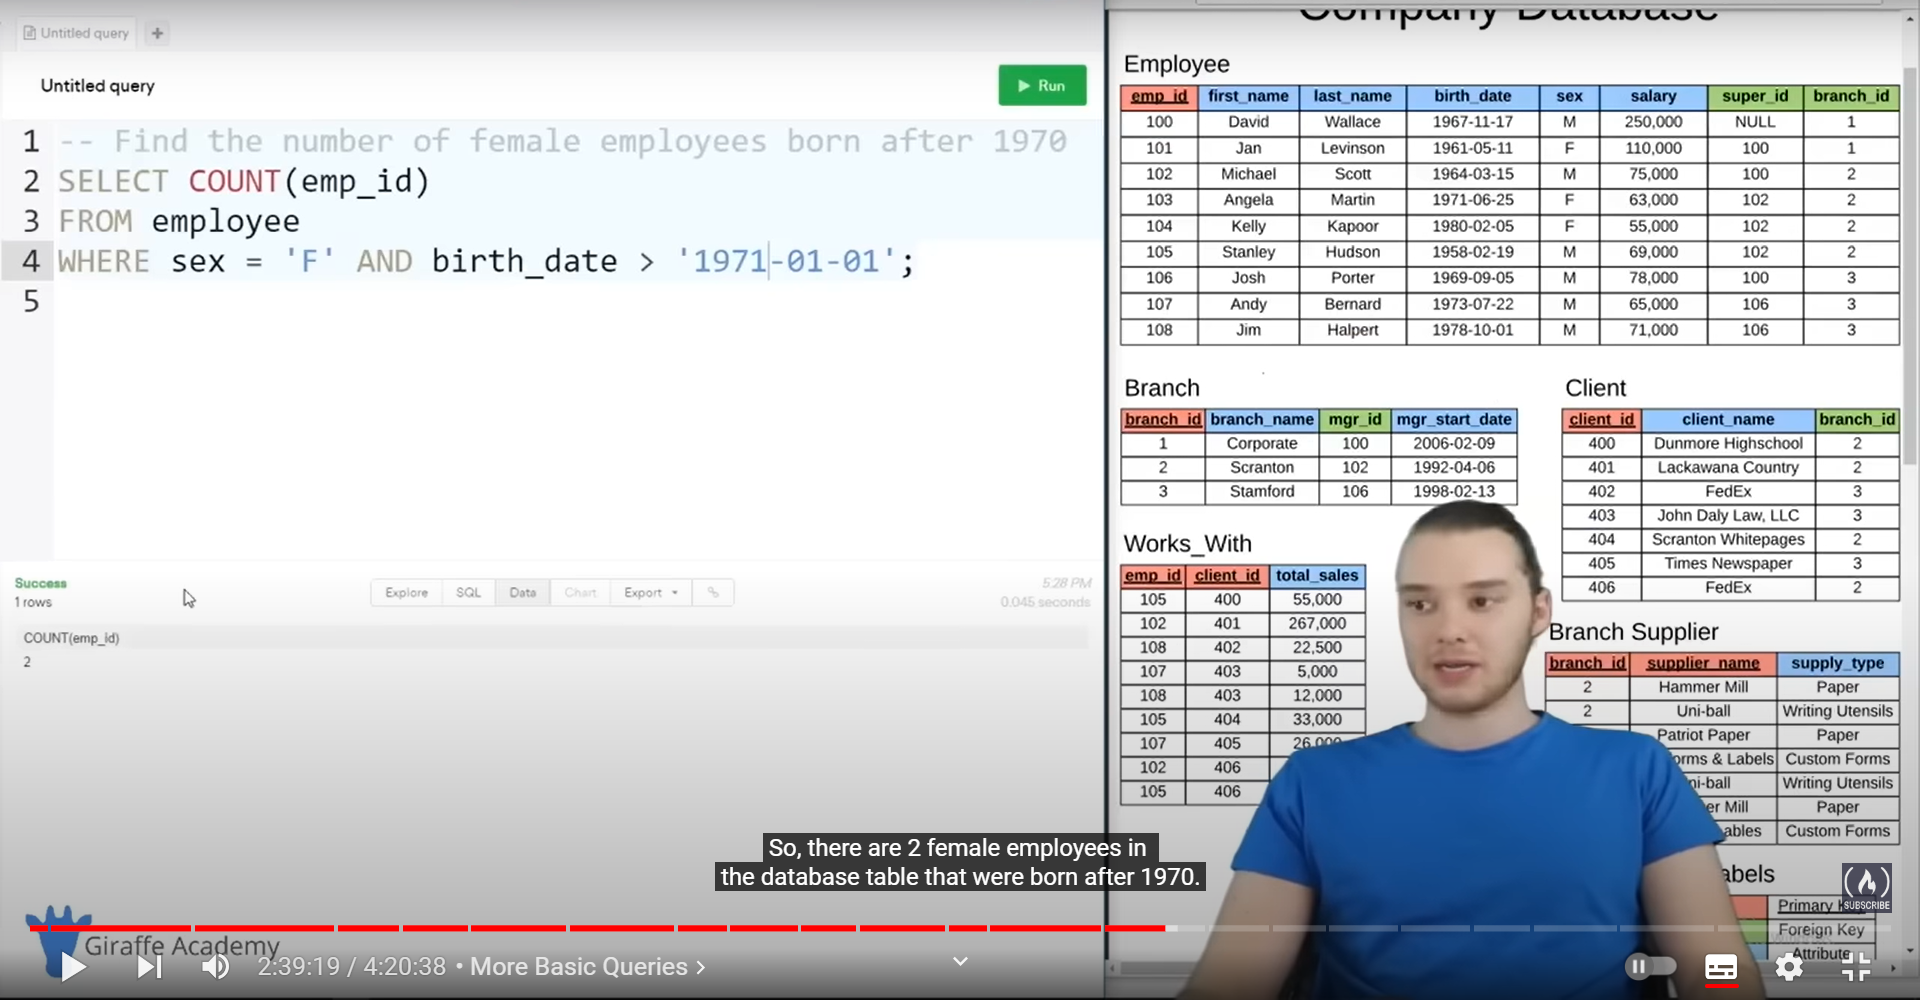 Untitled query +
Untitled query
Run
1 -- Find the number of female employees born after 1970
2 SELECT COUNT(emp_id)
3 FROM employee
4 WHERE sex = 'F' AND birth_date > '1971-01-01';
5
Success
1 rows
Explore SQL Data Chart Export
5:28 PM
0.045 seconds
COUNT(emp_id)
2
Company Database
Employee
emp_id first_name last_name birth_date sex salary super_id branch_id
100 David Wallace 1967-11-17 M 250,000 NULL 1
101 Jan Levinson 1961-05-11 F 110,000 100 1
102 Michael Scott 1964-03-15 M 75,000 100 2
103 Angela Martin 1971-06-25 F 63,000 102 2
104 Kelly Kapoor 1980-02-05 F 55,000 102 2
105 Stanley Hudson 1958-02-19 M 69,000 102 2
106 Josh Porter 1969-09-05 M 78,000 100 3
107 Andy Bernard 1973-07-22 M 65,000 106 3
108 Jim Halpert 1978-10-01 M 71,000 106 3
Branch
branch_id branch_name mgr_id mgr_start_date
1 Corporate 100 2006-02-09
2 Scranton 102 1992-04-06
3 Stamford 106 1998-02-13
Client
client_id client_name branch_id
400 Dunmore Highschool 2
401 Lackawana Country 2
402 FedEx 3
403 John Daly Law, LLC 3
404 Scranton Whitepages 2
405 Times Newspaper 3
406 FedEx 2
Works_With
emp_id client_id total_sales
105 400 55,000
102 401 267,000
108 402 22,500
107 403 5,000
108 403 12,000
105 404 33,000
107 405 26,000
102 406
105 406
Branch Supplier
branch_id supplier_name supply_type
2 Hammer Mill Paper
2 Uni-ball Writing Utensils
Patriot Paper Paper
orms & Labels Custom Forms
ni-ball Writing Utensils
er Mill Paper
ables Custom Forms
abels
Primary Key
Foreign Key
Attribute
SUBSCRIBE
So, there are 2 female employees in
the database table that were born after 1970.
Giraffe Academy
2:39:19 / 4:20:38 • More Basic Queries >